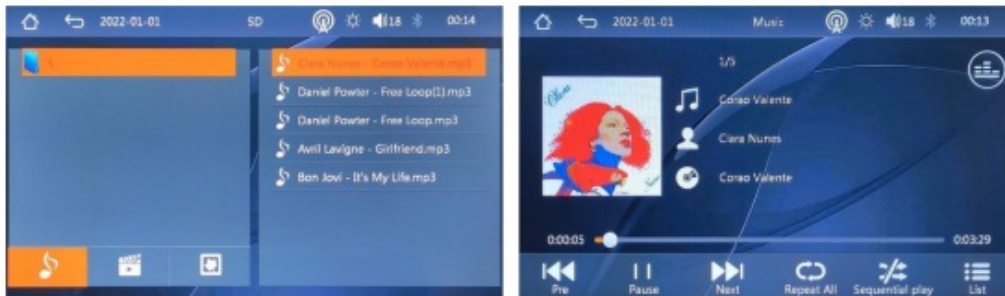 2022-01-01 SD 18 00:14
\
Clara Nunes - Corao Valente.mp3
Daniel Powter - Free Loop(1).mp3
Daniel Powter - Free Loop.mp3
Avril Lavigne - Girlfriend.mp3
Bon Jovi - It's My Life.mp3
2022-01-01 Music 18 00:13
1/5
Corao Valente
Clara Nunes
Corao Valente
0:00:05 0:03:29
Pre Pause Next Repeat All Sequential play List